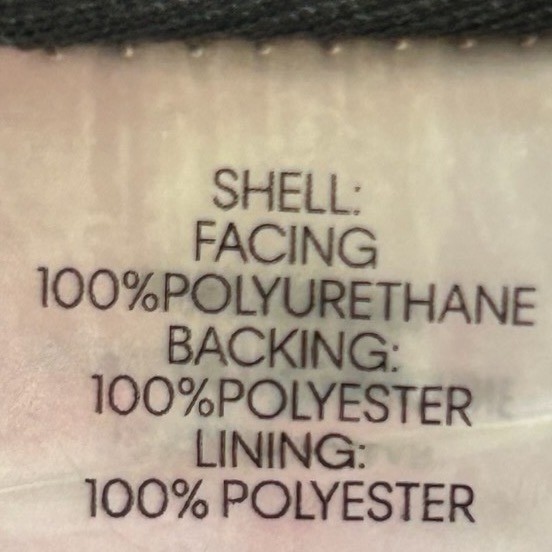 SHELL:
FACING
100%POLYURETHANE
BACKING:
100%POLYESTER
LINING:
100% POLYESTER